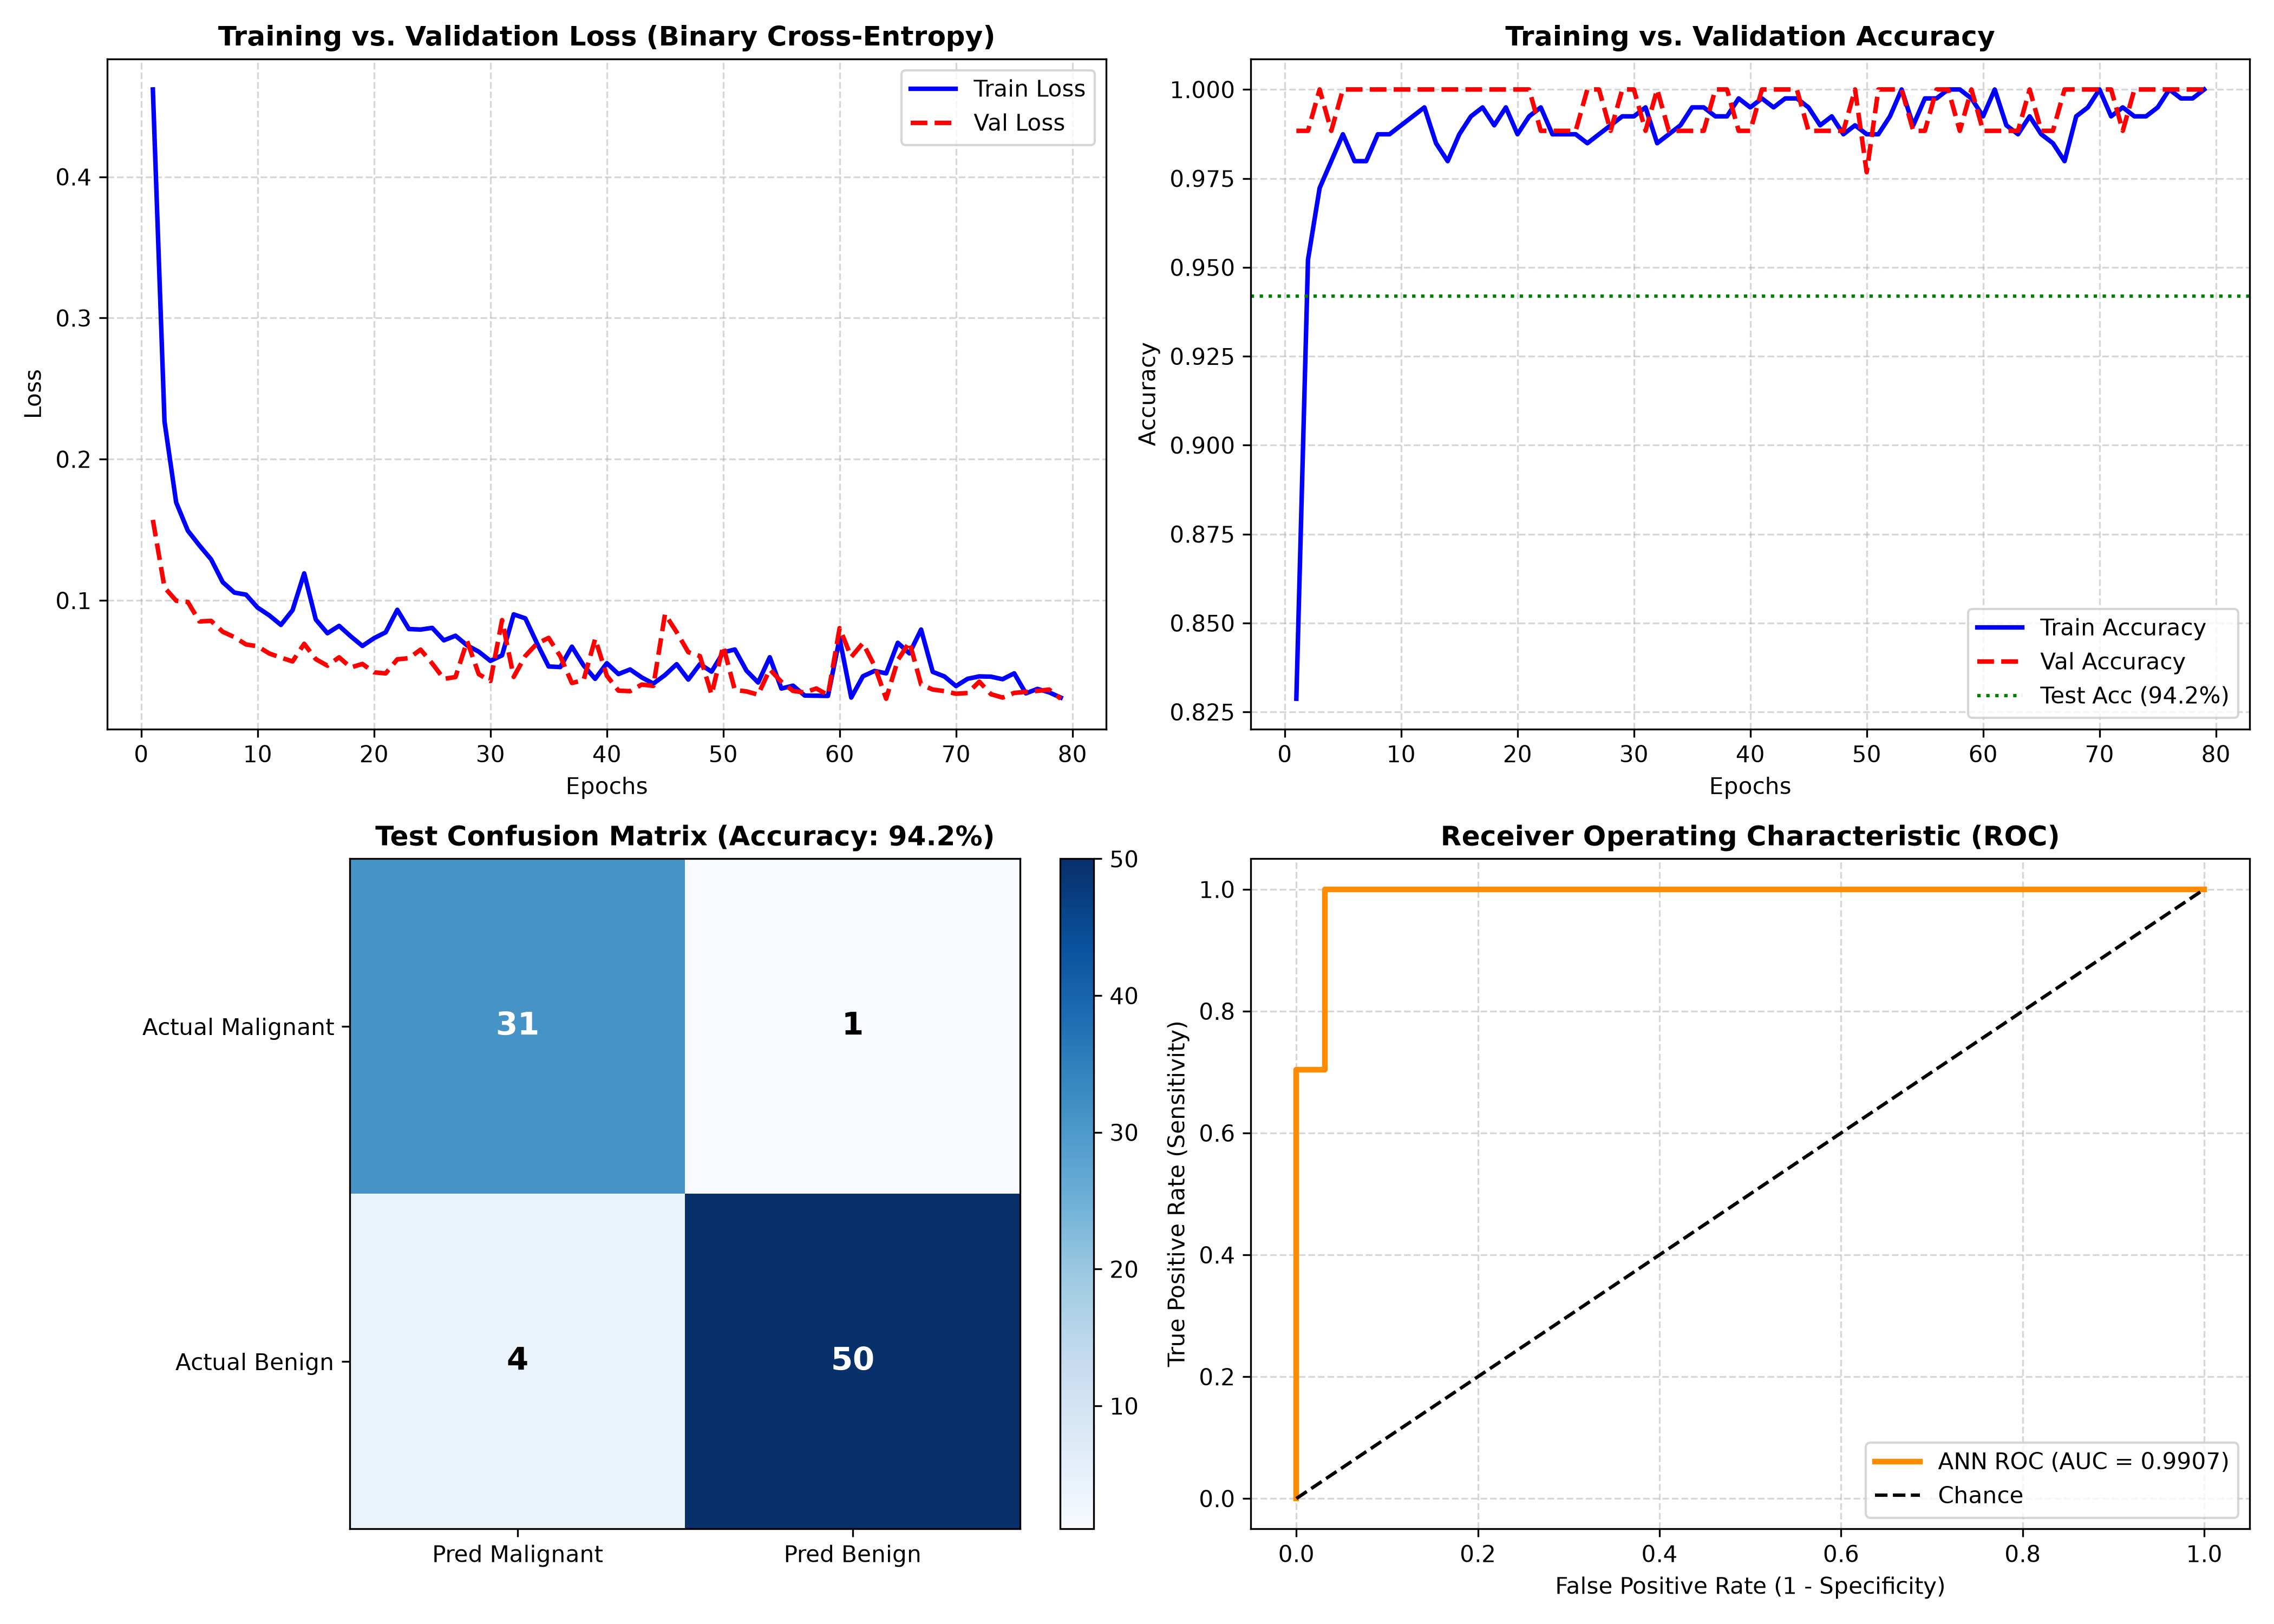 Training vs. Validation Loss (Binary Cross-Entropy)
Train Loss
Val Loss
0.4
0.3
0.2
0.1
Loss
0 10 20 30 40 50 60 70 80
Epochs
Training vs. Validation Accuracy
1.000
0.975
0.950
0.925
0.900
0.875
0.850
0.825
Accuracy
Train Accuracy
Val Accuracy
Test Acc (94.2%)
0 10 20 30 40 50 60 70 80
Epochs
Test Confusion Matrix (Accuracy: 94.2%)
Actual Malignant
31 1
Actual Benign
4 50
Pred Malignant Pred Benign
50
40
30
20
10
Receiver Operating Characteristic (ROC)
1.0
0.8
0.6
0.4
0.2
0.0
True Positive Rate (Sensitivity)
ANN ROC (AUC = 0.9907)
Chance
0.0 0.2 0.4 0.6 0.8 1.0
False Positive Rate (1 - Specificity)